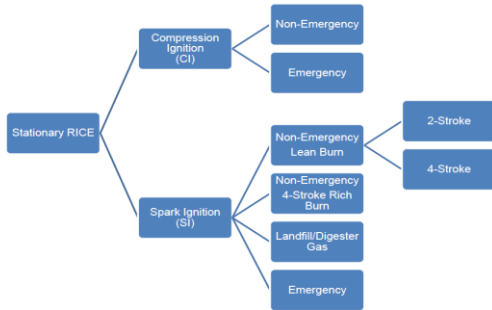 Stationary RICE
Compression
Ignition
(CI)
Non-Emergency
Emergency
Spark Ignition
(SI)
Non-Emergency
Lean Burn
2-Stroke
4-Stroke
Non-Emergency
4-Stroke Rich
Burn
Landfill/Digester
Gas
Emergency